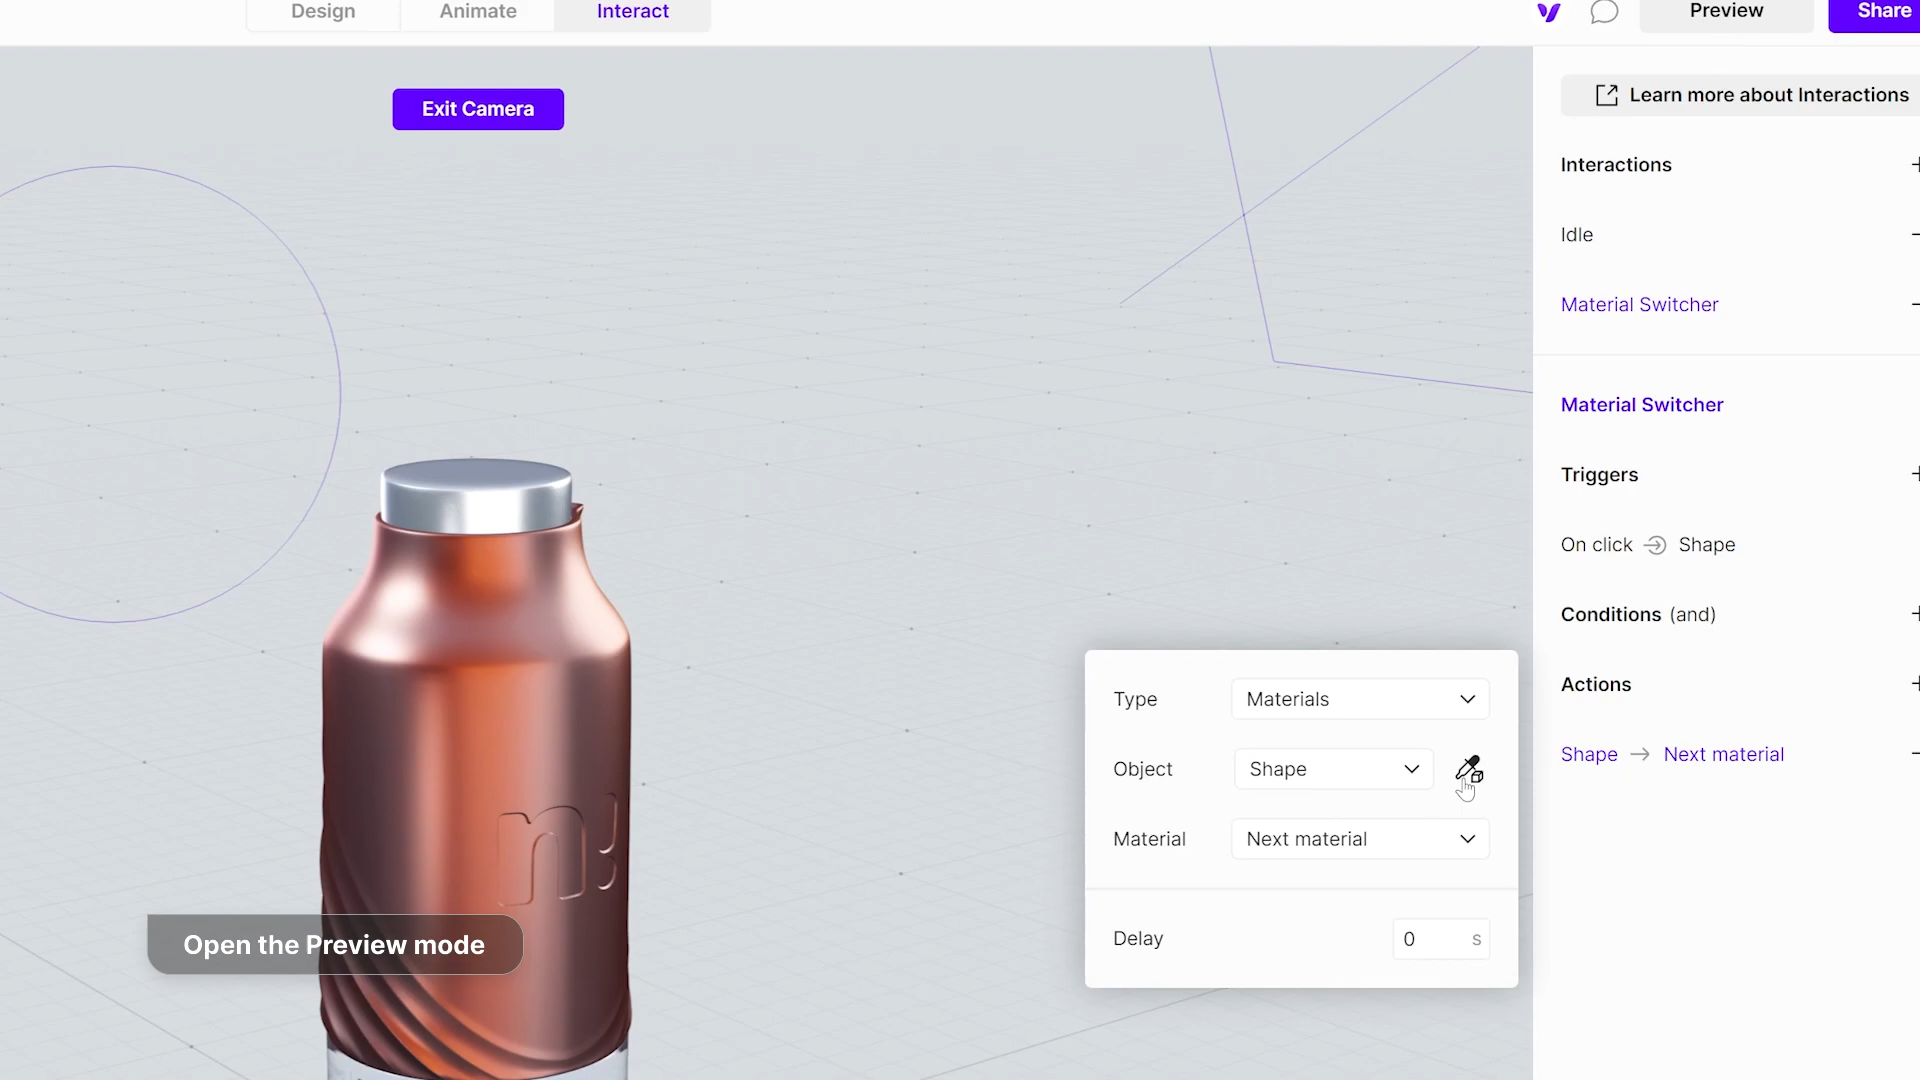 Design
Animate
Interact
Preview
Share
Exit Camera
Learn more about Interactions
Interactions
Idle
Material Switcher
Material Switcher
Triggers
On click Shape
Conditions (and)
Actions
Shape → Next material
Type Materials
Object Shape
Material Next material
Delay 0 s
n:
Open the Preview mode